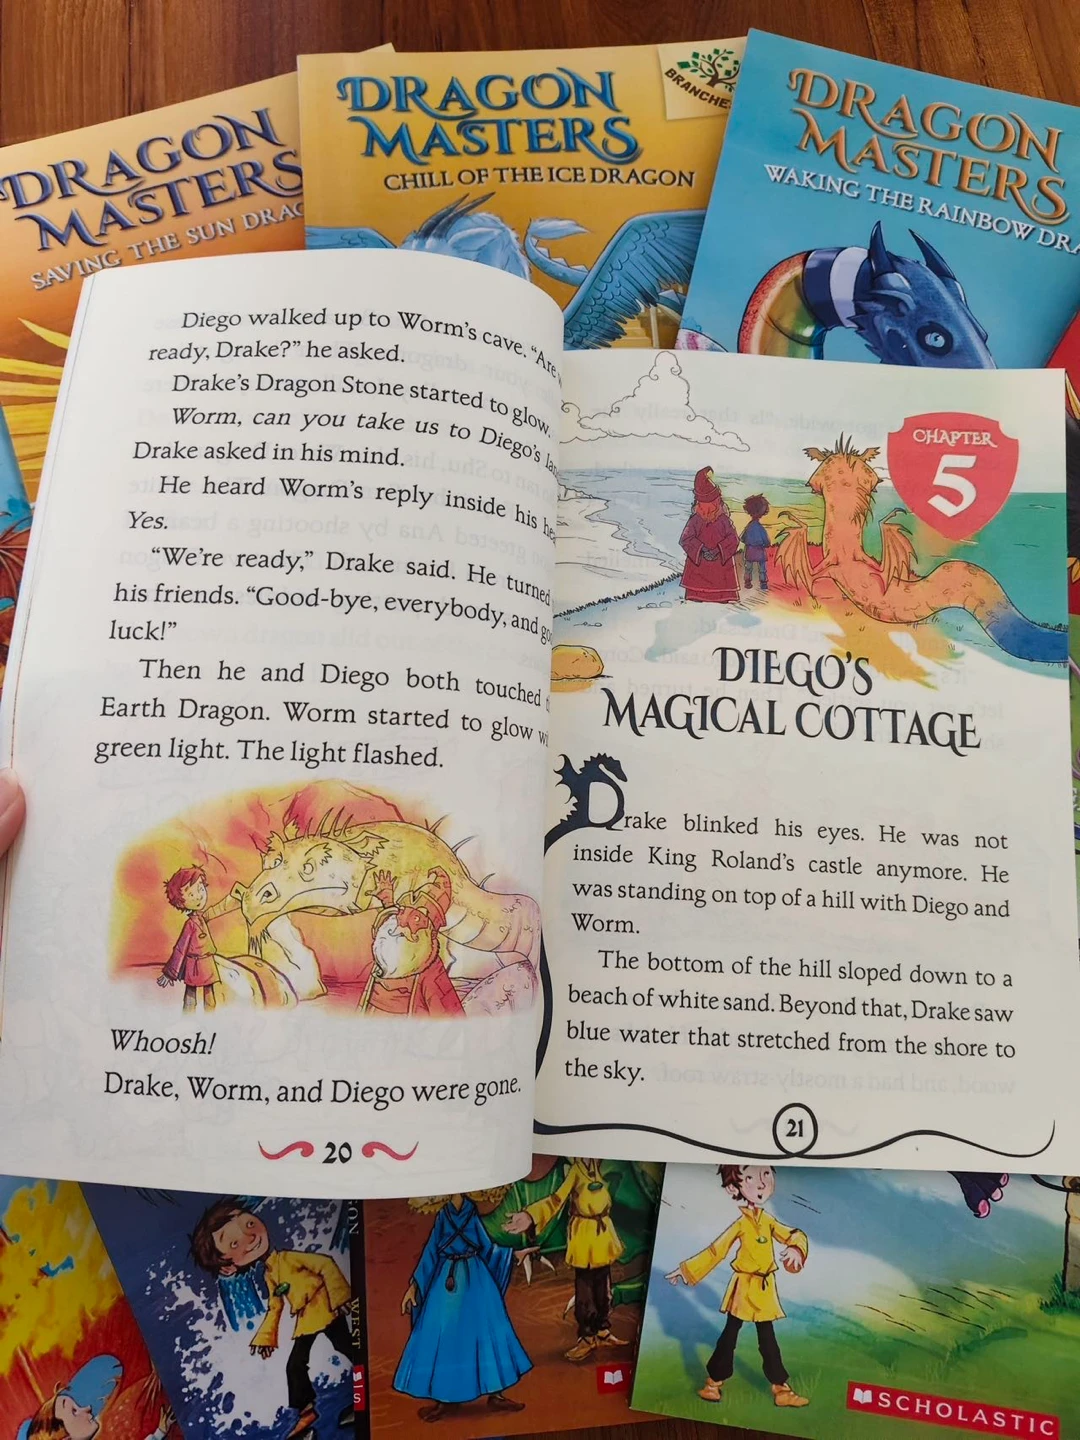 DRAGON
MASTERS
SAVING THE SUN
DRAGON
MASTERS
CHILL OF THE ICE DRAGON
BRANCHES
DRAGON
MASTERS
WAKING THE RAINBOW
Diego walked up to Worm's cave. "Are
ready, Drake?" he asked.
Drake's Dragon Stone started to glow.
Worm, can you take us to Diego's
Drake asked in his mind.
He heard Worm's reply inside his
Yes.
"We're ready," Drake said. He turned
his friends. "Good-bye, everybody, and
luck!"
Then he and Diego both touched
Earth Dragon. Worm started to glow
green light. The light flashed.
Whoosh!
Drake, Worm, and Diego were gone.
20
CHAPTER
5
DIEGO'S
MAGICAL COTTAGE
Drake blinked his eyes. He was not
inside King Roland's castle anymore. He
was standing on top of a hill with Diego and
Worm.
The bottom of the hill sloped down to a
beach of white sand. Beyond that, Drake saw
blue water that stretched from the shore to
the sky.
21
WEST
SCHOLASTIC